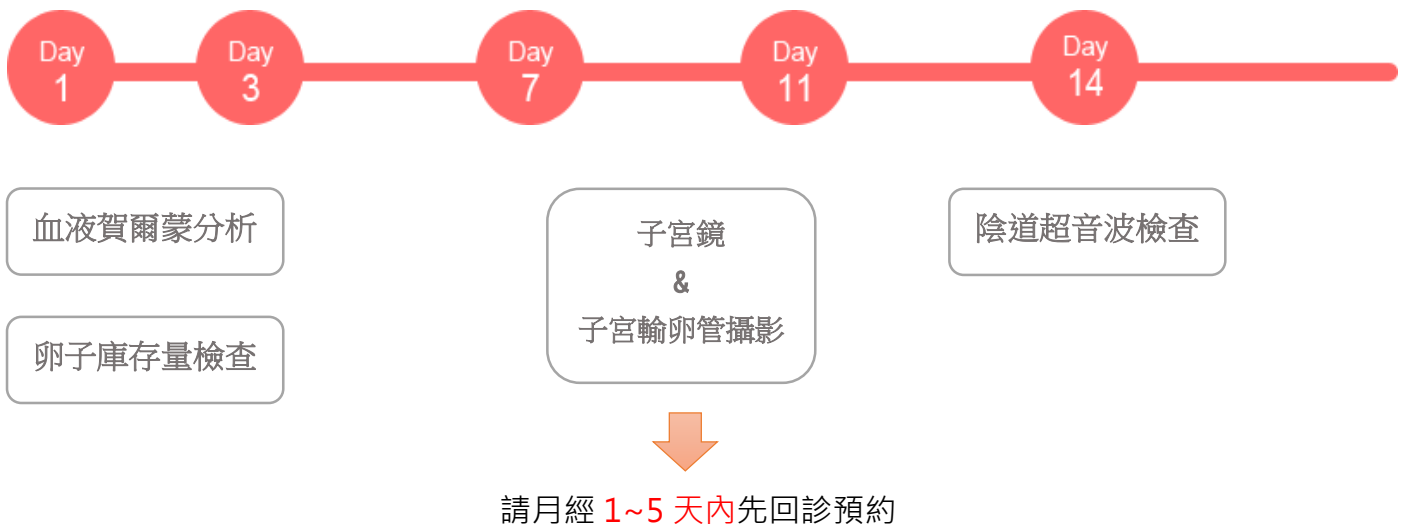 Day
1
Day
3
Day
7
Day
11
Day
14
血液賀爾蒙分析
卵子庫存量檢查
子宮鏡
&
子宮輸卵管攝影
陰道超音波檢查
請月經 1~5 天內先回診預約